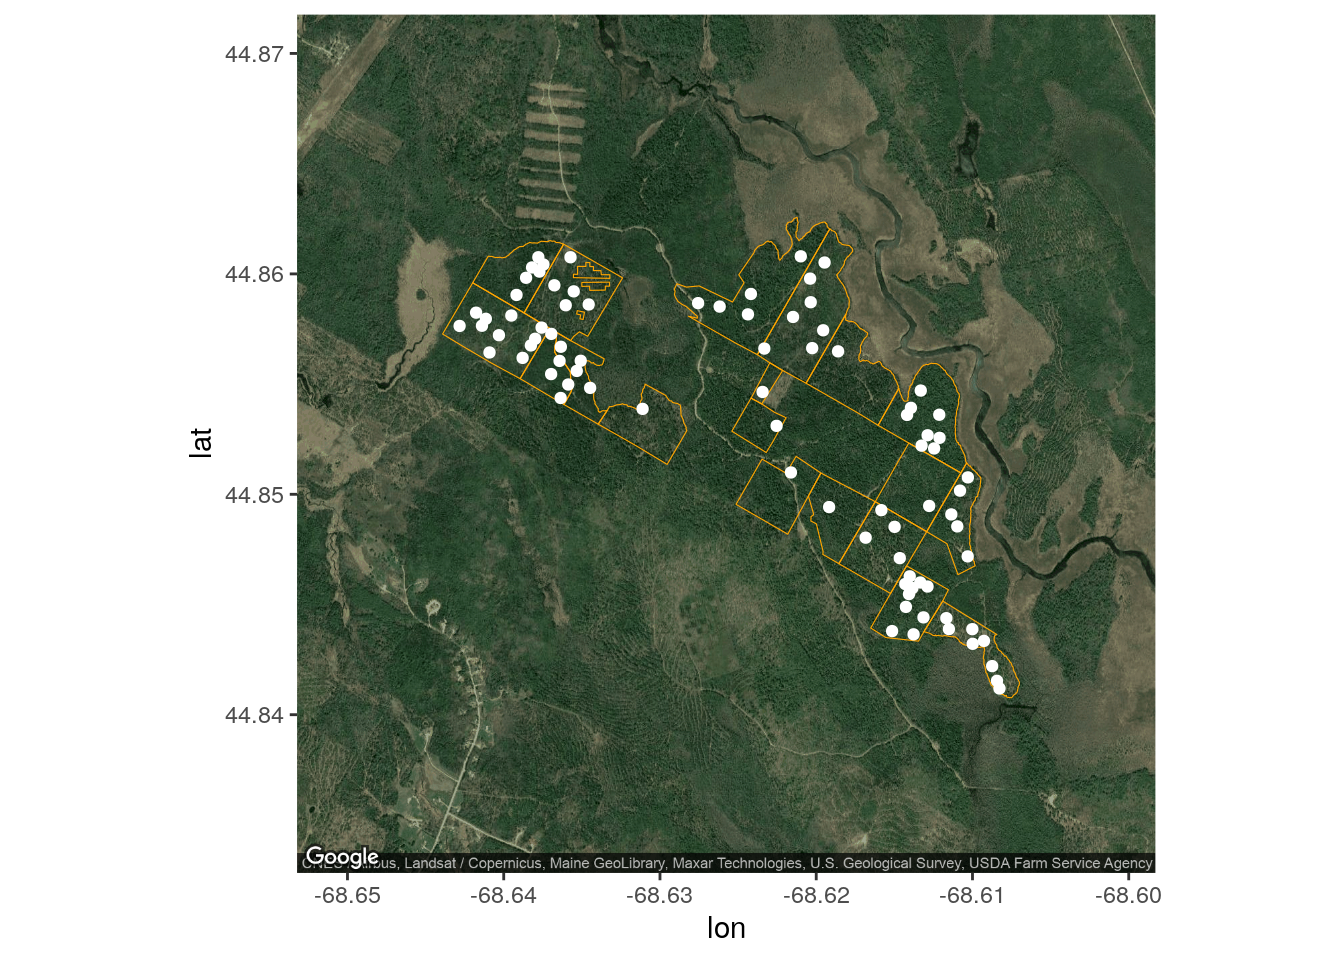 44.87
44.86
44.85
44.84
lat
Google
Airbus, Landsat / Copernicus, Maine GeoLibrary, Maxar Technologies, U.S. Geological Survey, USDA Farm Service Agency
-68.65
-68.64
-68.63
-68.62
-68.61
-68.60
lon